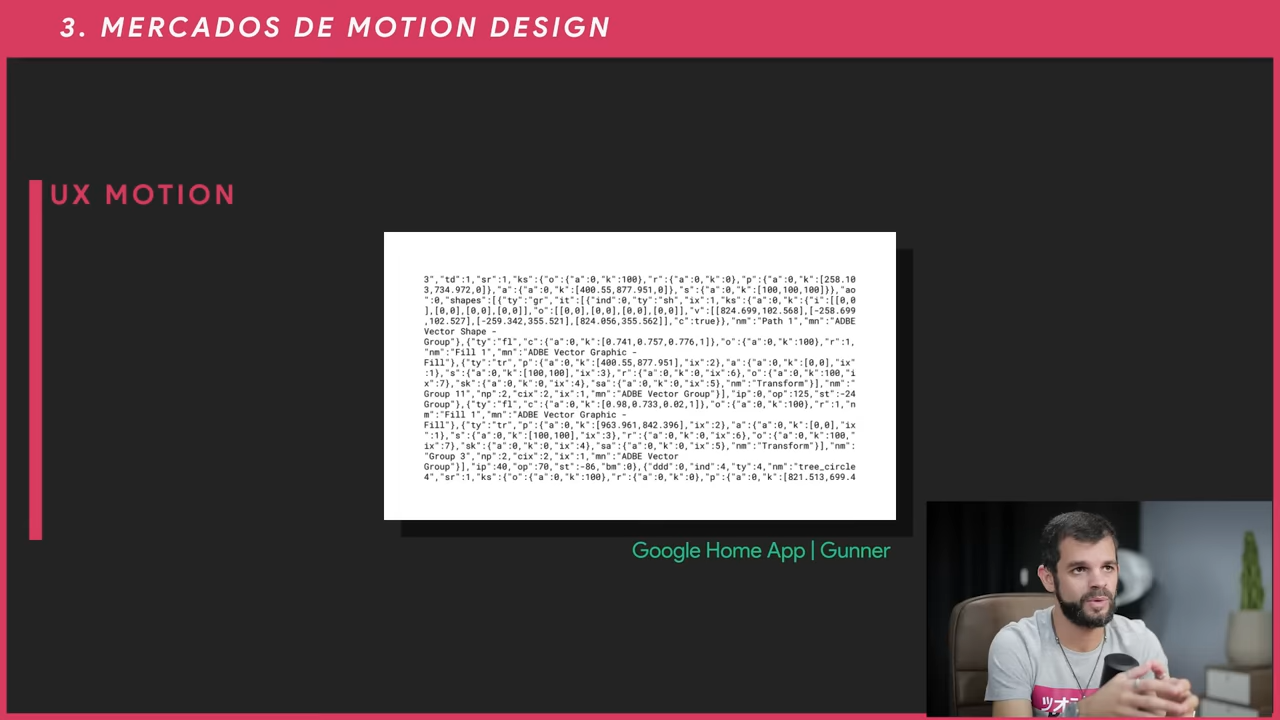 3. MERCADOS DE MOTION DESIGN
UX MOTION
3","td":1,"sr":1,"ks":{"o":{"a":0,"k":100},"r":{"a":0,"k":0},"p":{"a":0,"k":[258.10
3,734.972,0]},"a":{"a":0,"k":[400.55,877.951,0]},"s":{"a":0,"k":[100,100,100]}},"ao
":0,"shapes":[{"ty":"gr","it":[{"ind":0,"ty":"sh","ix":1,"ks":{"a":0,"k":{"i":[[0,0
],[0,0],[0,0],[0,0]],"o":[[0,0],[0,0],[0,0],[0,0]],"v":[[824.699,102.568],[-258.699
,102.527],[-259.342,355.521],[824.056,355.562]],"c":true}},"nm":"Path 1","mn":"ADBE
Vector Shape -
Group"},{"ty":"fl","c":{"a":0,"k":[0.741,0.757,0.776,1]},"o":{"a":0,"k":100},"r":1,
"nm":"Fill 1","mn":"ADBE Vector Graphic -
Fill"},{"ty":"tr","p":{"a":0,"k":[400.55,877.951],"ix":2},"a":{"a":0,"k":[0,0],"ix"
:1},"s":{"a":0,"k":[100,100],"ix":3},"r":{"a":0,"k":0,"ix":6},"o":{"a":0,"k":100,"i
x":7},"sk":{"a":0,"k":0,"ix":4},"sa":{"a":0,"k":0,"ix":5},"nm":"Transform"}],"nm":"
Group 11","np":2,"cix":2,"ix":1,"mn":"ADBE Vector Group"}],"ip":0,"op":125,"st":-24
Group"},{"ty":"fl","c":{"a":0,"k":[0.98,0.733,0.02,1]},"o":{"a":0,"k":100},"r":1,"n
m":"Fill 1","mn":"ADBE Vector Graphic -
Fill"},{"ty":"tr","p":{"a":0,"k":[963.961,842.396],"ix":2},"a":{"a":0,"k":[0,0],"ix
":1},"s":{"a":0,"k":[100,100],"ix":3},"r":{"a":0,"k":0,"ix":6},"o":{"a":0,"k":100,"
ix":7},"sk":{"a":0,"k":0,"ix":4},"sa":{"a":0,"k":0,"ix":5},"nm":"Transform"}],"nm":
"Group 3","np":2,"cix":2,"ix":1,"mn":"ADBE Vector
Group"}],"ip":40,"op":70,"st":-86,"bm":0},{"ddd":0,"ind":4,"ty":4,"nm":"tree_circle
4","sr":1,"ks":{"o":{"a":0,"k":100},"r":{"a":0,"k":0},"p":{"a":0,"k":[821.513,699.4
Google Home App | Gunner